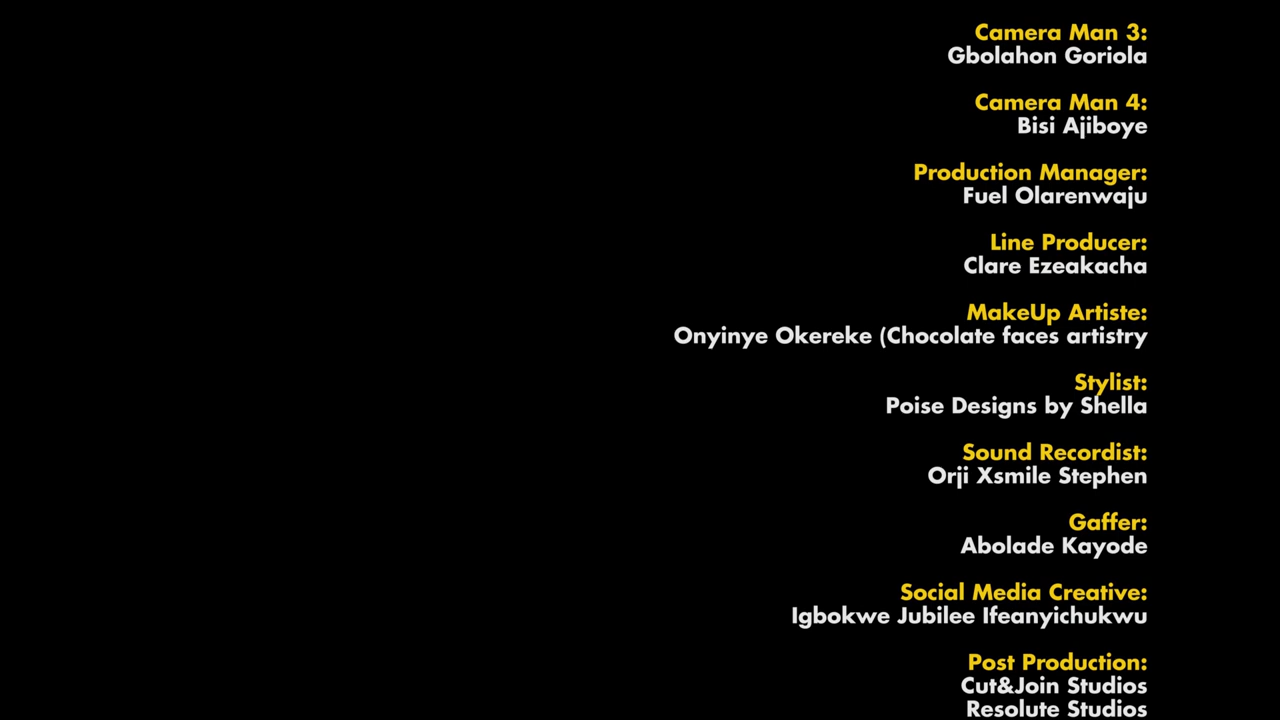 Camera Man 3:
Gbolahon Goriola
Camera Man 4:
Bisi Ajiboye
Production Manager:
Fuel Olarenwaju
Line Producer:
Clare Ezeakacha
MakeUp Artiste:
Onyinye Okereke (Chocolate faces artistry
Stylist:
Poise Designs by Shella
Sound Recordist:
Orji Xsmile Stephen
Gaffer:
Abolade Kayode
Social Media Creative:
Igbokwe Jubilee Ifeanyichukwu
Post Production:
Cut&Join Studios
Resolute Studios